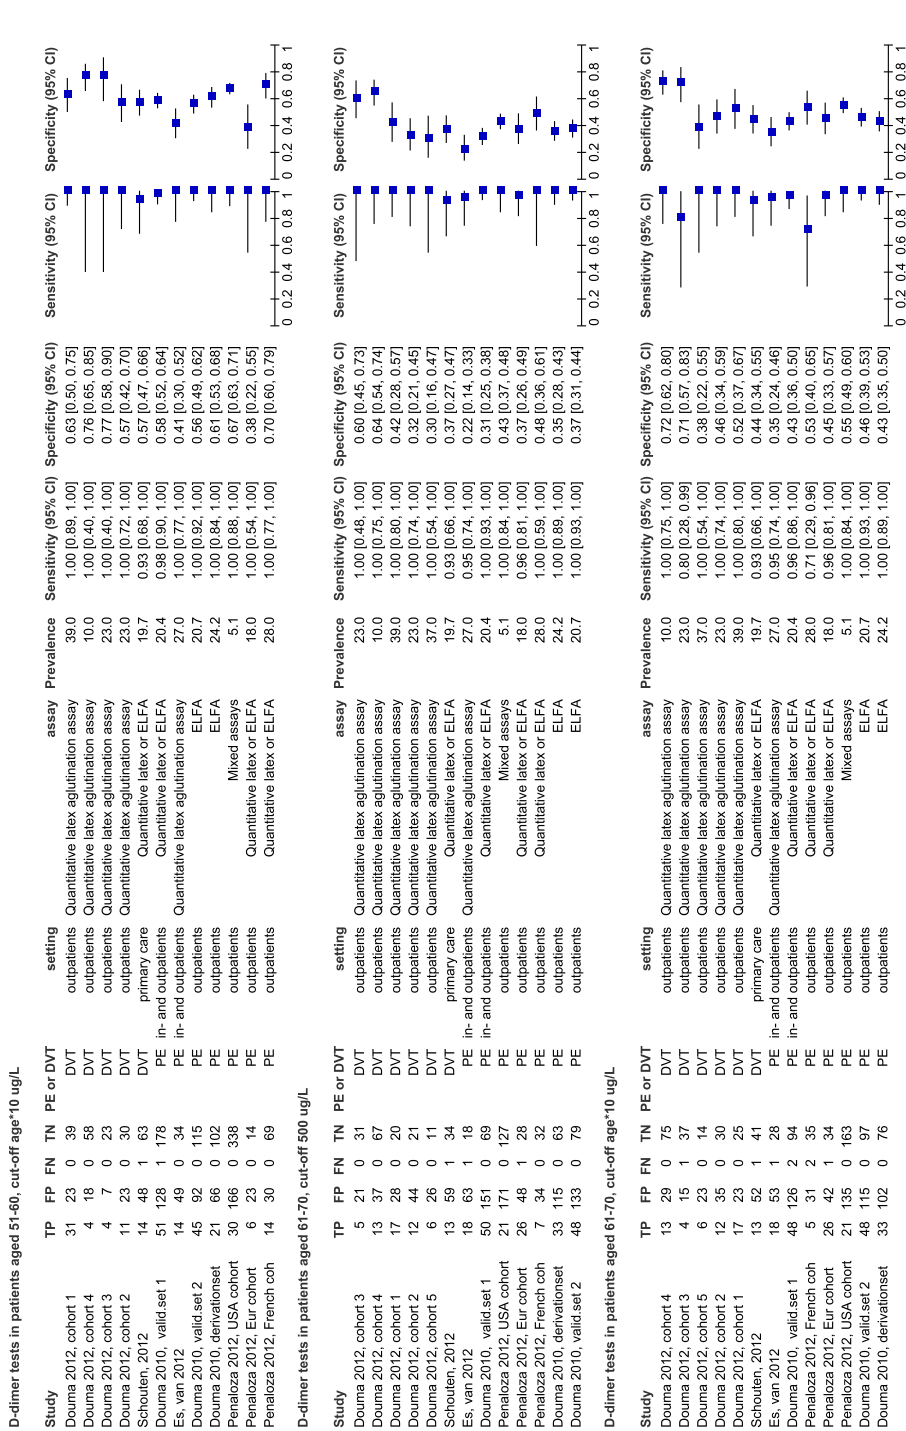 D-dimer tests in patients aged 51-60, cut-off age*10 ug/L
Study TP FP FN TN PE or DVT setting assay Prevalence Sensitivity (95% CI) Specificity (95% CI) Sensitivity (95% CI) Specificity (95% CI)
Douma 2012, cohort 1 31 23 0 39 DVT outpatients Quantitative latex aglutination assay 39.0 1.00 [0.89, 1.00] 0.63 [0.50, 0.75]
Douma 2012, cohort 4 4 18 0 58 DVT outpatients Quantitative latex aglutination assay 10.0 1.00 [0.40, 1.00] 0.76 [0.65, 0.85]
Douma 2012, cohort 3 4 7 0 23 DVT outpatients Quantitative latex aglutination assay 23.0 1.00 [0.40, 1.00] 0.77 [0.58, 0.90]
Douma 2012, cohort 2 11 23 0 30 DVT outpatients Quantitative latex aglutination assay 23.0 1.00 [0.72, 1.00] 0.57 [0.42, 0.70]
Schouten, 2012 14 48 1 63 DVT primary care Quantitative latex or ELFA 19.7 0.93 [0.68, 1.00] 0.57 [0.47, 0.66]
Douma 2010, valid.set 1 51 128 1 178 PE in- and outpatients Quantitative latex or ELFA 20.4 0.98 [0.90, 1.00] 0.58 [0.52, 0.64]
Es, van 2012 14 49 0 34 PE in- and outpatients Quantitative latex aglutination assay 27.0 1.00 [0.77, 1.00] 0.41 [0.30, 0.52]
Douma 2010, valid.set 2 45 92 0 115 PE outpatients ELFA 20.7 1.00 [0.92, 1.00] 0.56 [0.49, 0.62]
Douma 2010, derivationset 21 66 0 102 PE outpatients ELFA 24.2 1.00 [0.84, 1.00] 0.61 [0.53, 0.68]
Penaloza 2012, USA cohort 30 166 0 338 PE outpatients Mixed assays 5.1 1.00 [0.88, 1.00] 0.67 [0.63, 0.71]
Penaloza 2012, Eur cohort 6 23 0 14 PE outpatients Quantitative latex or ELFA 18.0 1.00 [0.54, 1.00] 0.38 [0.22, 0.55]
Penaloza 2012, French coh 14 30 0 69 PE outpatients Quantitative latex or ELFA 28.0 1.00 [0.77, 1.00] 0.70 [0.60, 0.79]
0 0.2 0.4 0.6 0.8 1 0 0.2 0.4 0.6 0.8 1
D-dimer tests in patients aged 61-70, cut-off 500 ug/L
Study TP FP FN TN PE or DVT setting assay Prevalence Sensitivity (95% CI) Specificity (95% CI) Sensitivity (95% CI) Specificity (95% CI)
Douma 2012, cohort 3 5 21 0 31 DVT outpatients Quantitative latex aglutination assay 23.0 1.00 [0.48, 1.00] 0.60 [0.45, 0.73]
Douma 2012, cohort 4 13 37 0 67 DVT outpatients Quantitative latex aglutination assay 10.0 1.00 [0.75, 1.00] 0.64 [0.54, 0.74]
Douma 2012, cohort 1 17 28 0 20 DVT outpatients Quantitative latex aglutination assay 39.0 1.00 [0.80, 1.00] 0.42 [0.28, 0.57]
Douma 2012, cohort 2 12 44 0 21 DVT outpatients Quantitative latex aglutination assay 23.0 1.00 [0.74, 1.00] 0.32 [0.21, 0.45]
Douma 2012, cohort 5 6 26 0 11 DVT outpatients Quantitative latex aglutination assay 37.0 1.00 [0.54, 1.00] 0.30 [0.16, 0.47]
Schouten, 2012 13 59 1 34 DVT primary care Quantitative latex or ELFA 19.7 0.93 [0.66, 1.00] 0.37 [0.27, 0.47]
Es, van 2012 18 63 1 18 PE in- and outpatients Quantitative latex aglutination assay 27.0 0.95 [0.74, 1.00] 0.22 [0.14, 0.33]
Douma 2010, valid.set 1 50 151 0 69 PE in- and outpatients Quantitative latex or ELFA 20.4 1.00 [0.93, 1.00] 0.31 [0.25, 0.38]
Penaloza 2012, USA cohort 21 171 0 127 PE outpatients Mixed assays 5.1 1.00 [0.84, 1.00] 0.43 [0.37, 0.48]
Penaloza 2012, Eur cohort 26 48 1 28 PE outpatients Quantitative latex or ELFA 18.0 0.96 [0.81, 1.00] 0.37 [0.26, 0.49]
Penaloza 2012, French coh 7 34 0 32 PE outpatients Quantitative latex or ELFA 28.0 1.00 [0.59, 1.00] 0.48 [0.36, 0.61]
Douma 2010, derivationset 33 115 0 63 PE outpatients ELFA 24.2 1.00 [0.89, 1.00] 0.35 [0.28, 0.43]
Douma 2010, valid.set 2 48 133 0 79 PE outpatients ELFA 20.7 1.00 [0.93, 1.00] 0.37 [0.31, 0.44]
0 0.2 0.4 0.6 0.8 1 0 0.2 0.4 0.6 0.8 1
D-dimer tests in patients aged 61-70, cut-off age*10 ug/L
Study TP FP FN TN PE or DVT setting assay Prevalence Sensitivity (95% CI) Specificity (95% CI) Sensitivity (95% CI) Specificity (95% CI)
Douma 2012, cohort 4 13 29 0 75 DVT outpatients Quantitative latex aglutination assay 10.0 1.00 [0.75, 1.00] 0.72 [0.62, 0.80]
Douma 2012, cohort 3 4 15 1 37 DVT outpatients Quantitative latex aglutination assay 23.0 0.80 [0.28, 0.99] 0.71 [0.57, 0.83]
Douma 2012, cohort 5 6 23 0 14 DVT outpatients Quantitative latex aglutination assay 37.0 1.00 [0.54, 1.00] 0.38 [0.22, 0.55]
Douma 2012, cohort 2 12 35 0 30 DVT outpatients Quantitative latex aglutination assay 23.0 1.00 [0.74, 1.00] 0.46 [0.34, 0.59]
Douma 2012, cohort 1 17 23 0 25 DVT outpatients Quantitative latex aglutination assay 39.0 1.00 [0.80, 1.00] 0.52 [0.37, 0.67]
Schouten, 2012 13 52 1 41 DVT primary care Quantitative latex or ELFA 19.7 0.93 [0.66, 1.00] 0.44 [0.34, 0.55]
Es, van 2012 18 53 1 28 PE in- and outpatients Quantitative latex aglutination assay 27.0 0.95 [0.74, 1.00] 0.35 [0.24, 0.46]
Douma 2010, valid.set 1 48 126 2 94 PE in- and outpatients Quantitative latex or ELFA 20.4 0.96 [0.86, 1.00] 0.43 [0.36, 0.50]
Penaloza 2012, French coh 5 31 2 35 PE outpatients Quantitative latex or ELFA 28.0 0.71 [0.29, 0.96] 0.53 [0.40, 0.65]
Penaloza 2012, Eur cohort 26 42 1 34 PE outpatients Quantitative latex or ELFA 18.0 0.96 [0.81, 1.00] 0.45 [0.33, 0.57]
Penaloza 2012, USA cohort 21 135 0 163 PE outpatients Mixed assays 5.1 1.00 [0.84, 1.00] 0.55 [0.49, 0.60]
Douma 2010, valid.set 2 48 115 0 97 PE outpatients ELFA 20.7 1.00 [0.93, 1.00] 0.46 [0.39, 0.53]
Douma 2010, derivationset 33 102 0 76 PE outpatients ELFA 24.2 1.00 [0.89, 1.00] 0.43 [0.35, 0.50]
0 0.2 0.4 0.6 0.8 1 0 0.2 0.4 0.6 0.8 1